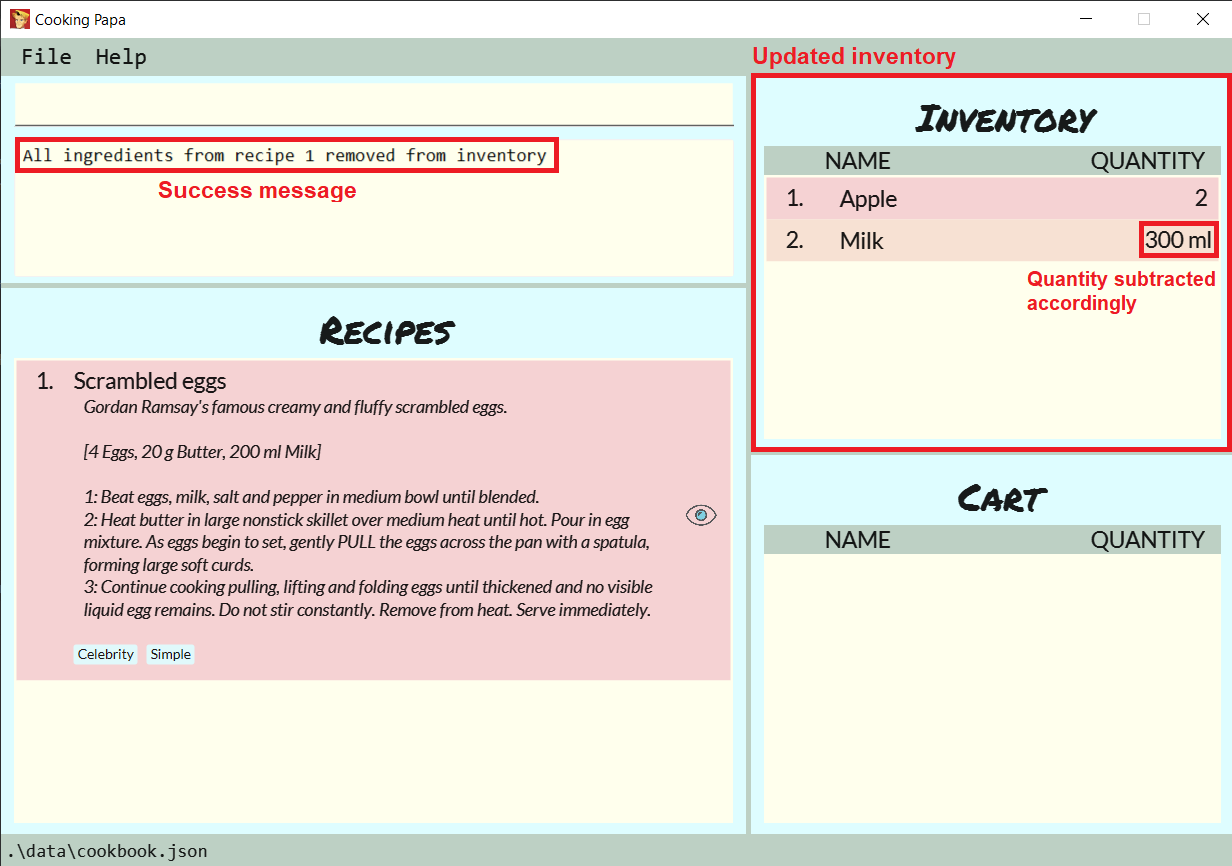 Cooking Papa
File Help
All ingredients from recipe 1 removed from inventory
Success message
Recipes
1. Scrambled eggs
Gordan Ramsay's famous creamy and fluffy scrambled eggs.
[4 Eggs, 20 g Butter, 200 ml Milk]
1: Beat eggs, milk, salt and pepper in medium bowl until blended.
2: Heat butter in large nonstick skillet over medium heat until hot. Pour in egg
mixture. As eggs begin to set, gently PULL the eggs across the pan with a spatula,
forming large soft curds.
3: Continue cooking pulling, lifting and folding eggs until thickened and no visible
liquid egg remains. Do not stir constantly. Remove from heat. Serve immediately.
Celebrity Simple
Updated inventory
Inventory
NAME QUANTITY
1. Apple 2
2. Milk 300 ml
Quantity subtracted
accordingly
Cart
NAME QUANTITY
.\data\cookbook.json